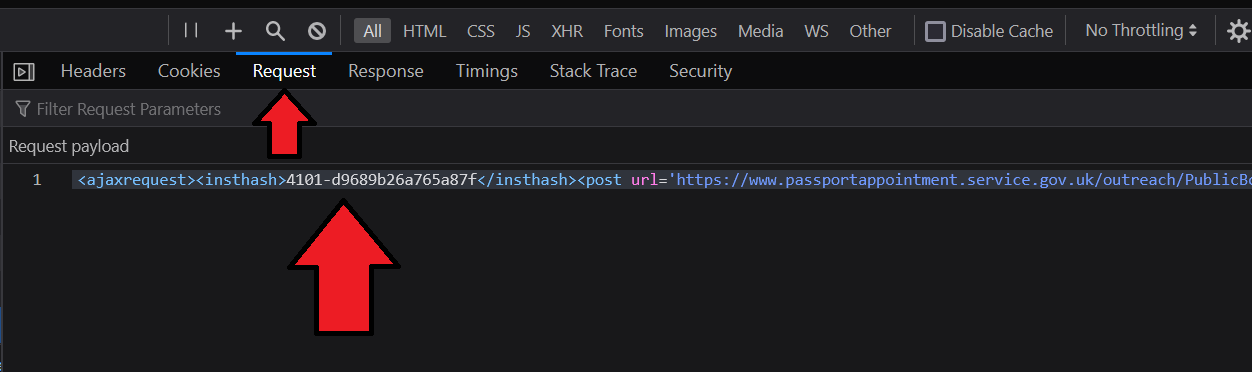 All HTML CSS JS XHR Fonts Images Media WS Other Disable Cache No Throttling
Headers Cookies Request Response Timings Stack Trace Security
Filter Request Parameters
Request payload
1 <ajaxrequest><insthash>4101-d9689b26a765a87f</insthash><post url='https://www.passportappointment.service.gov.uk/outreach/PublicBo